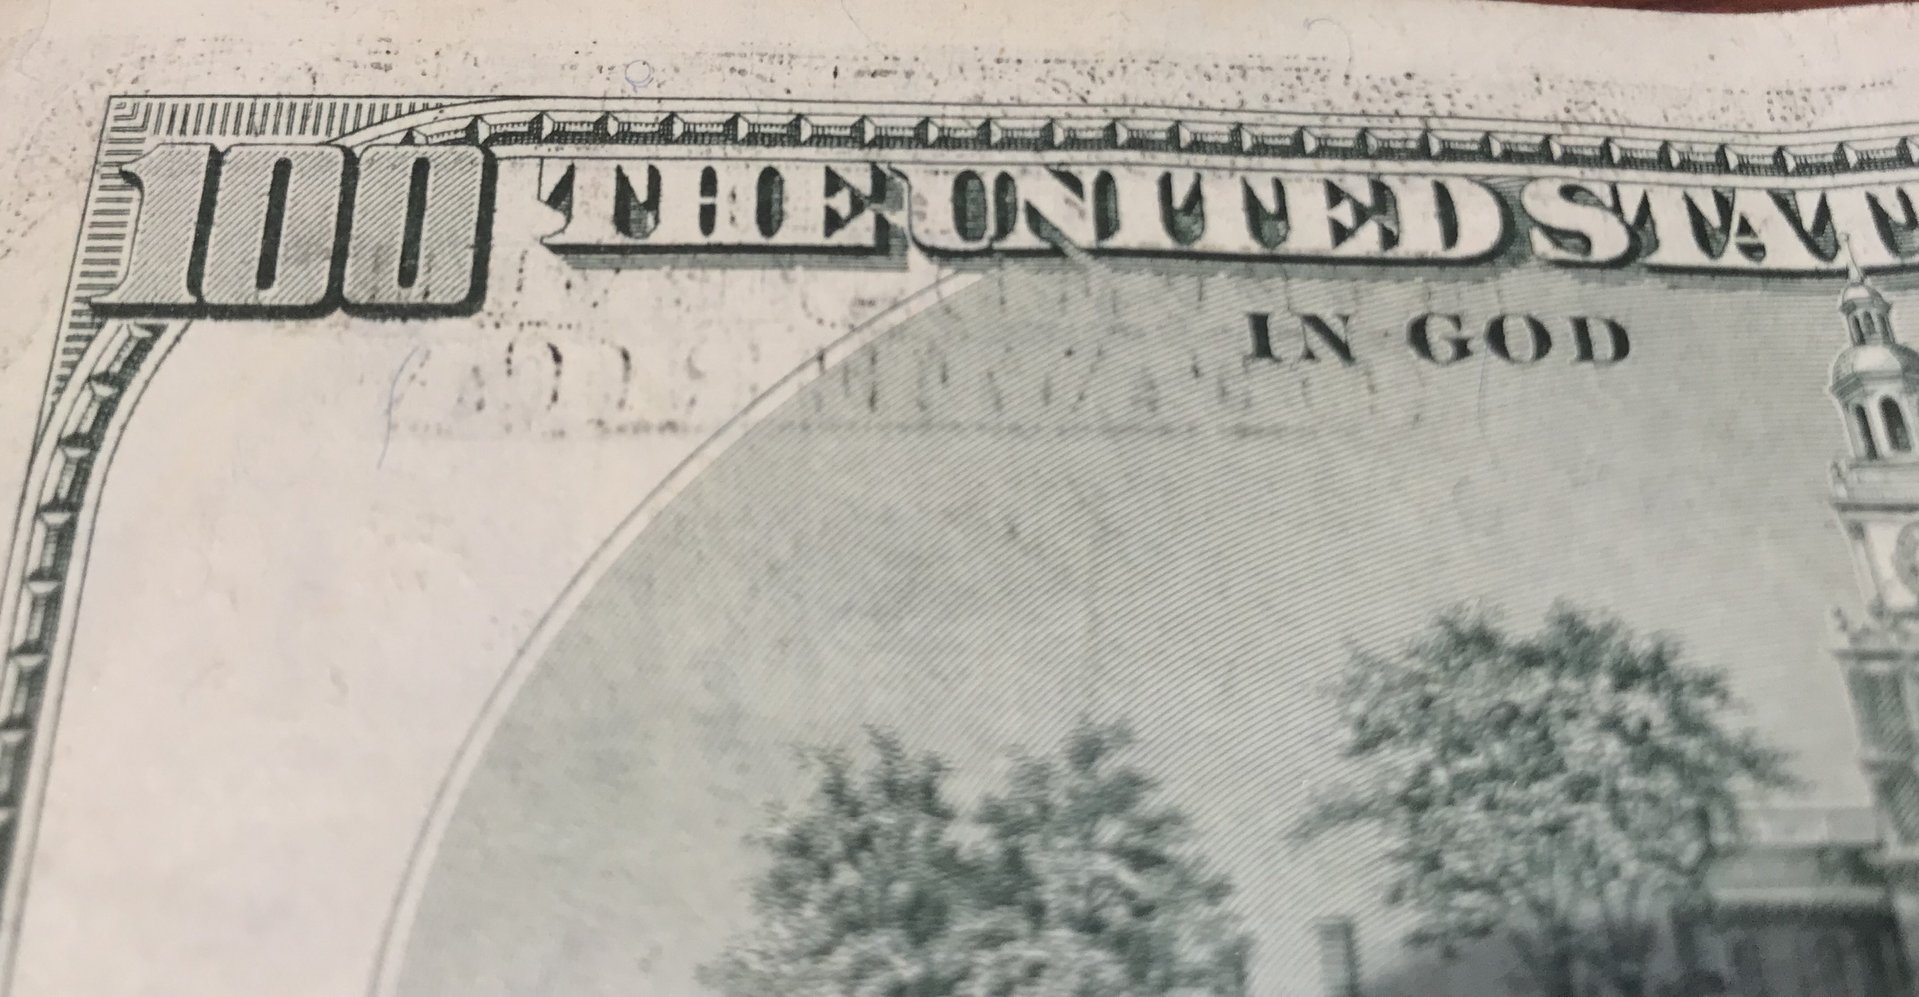 100 THE UNITED STAT
IN GOD